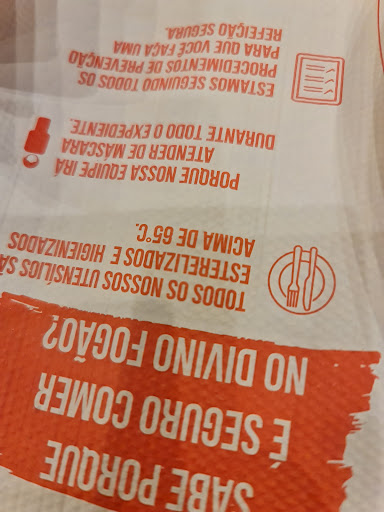 SABE PORQUE
É SEGURO COMER
NO DIVINO FOGÃO?
TODOS OS NOSSOS UTENSÍLIOS SÃ
ESTERELIZADOS E HIGIENIZADOS
ACIMA DE 65°C.
PORQUE NOSSA EQUIPE IRÁ
ATENDER DE MÁSCARA
DURANTE TODO O EXPEDIENTE.
ESTAMOS SEGUINDO TODOS OS
PROCEDIMENTOS DE PREVENÇÃO
PARA QUE VOCÊ FAÇA UMA
REFEIÇÃO SEGURA.